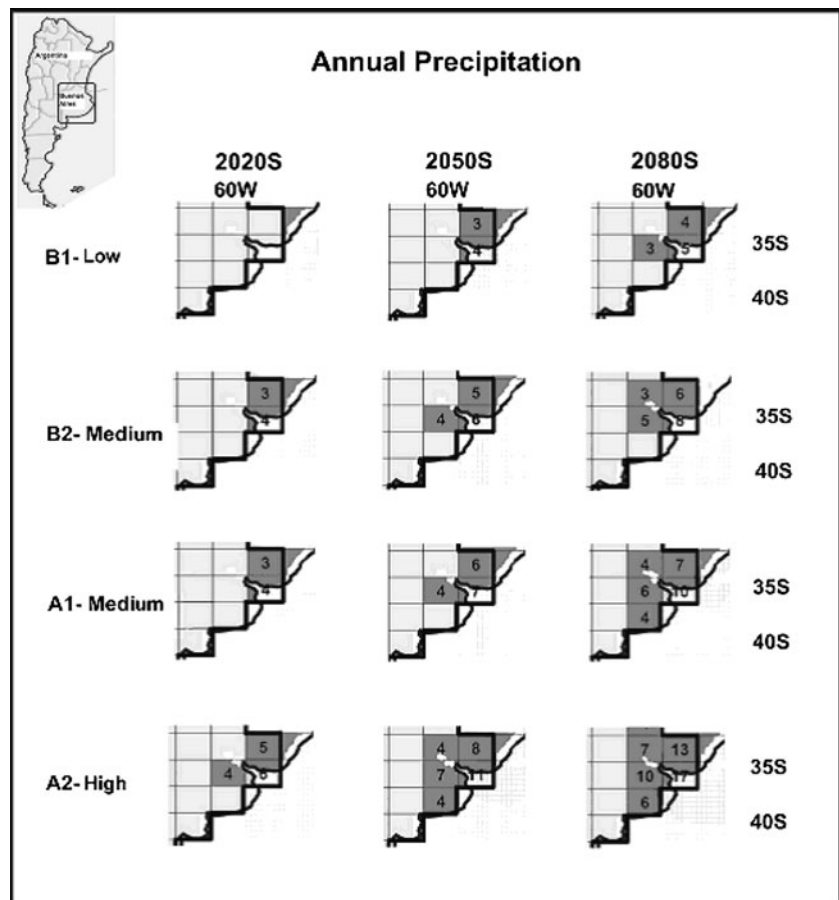 Argentina
Buenos
Aires
Annual Precipitation
2020S 2050S 2080S
60W 60W 60W
B1- Low
3
4
4
3 5
35S
40S
B2- Medium
3
4
5
4 6
3 6
5 8
35S
40S
A1- Medium
3
4
6
4 7
4 7
6 10
4
35S
40S
A2- High
5
4 6
4 8
7 11
4
7 13
10 17
6
35S
40S